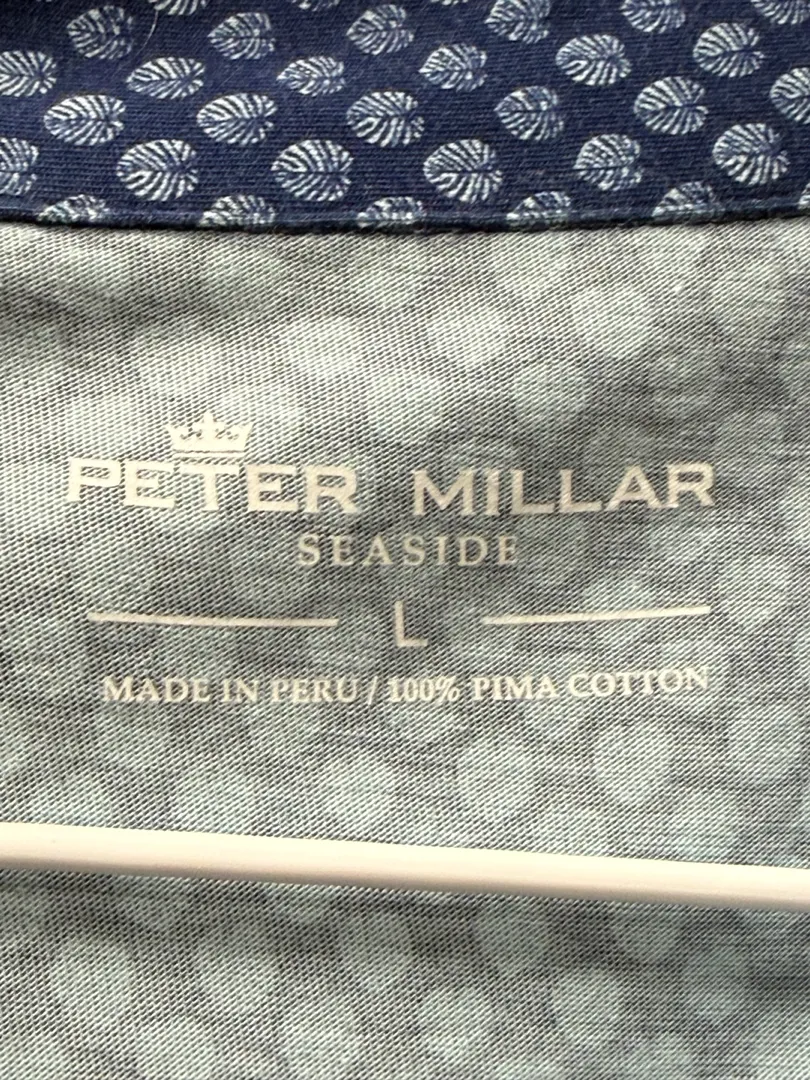 PETER MILLAR
SEASIDE
L
MADE IN PERU / 100% PIMA COTTON